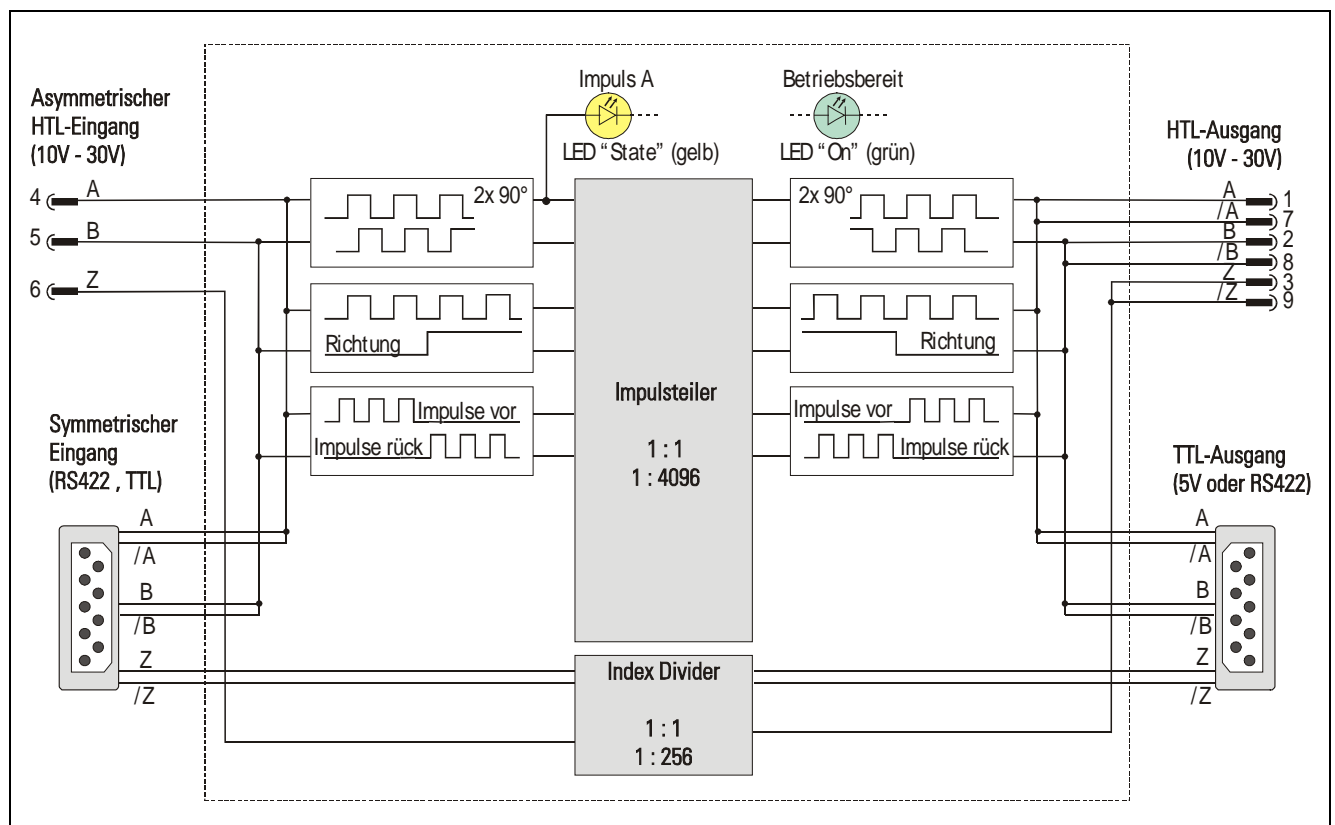 Impuls A
Betriebsbereit
LED "State" (gelb)
LED "On" (grün)
Asymmetrischer
HTL-Eingang
(10V - 30V)
4 A
5 B
6 Z
HTL-Ausgang
(10V - 30V)
A 1
/A 7
B 2
/B 8
Z 3
/Z 9
2x 90°
2x 90°
Richtung
Richtung
Impulse vor
Impulse rück
Impulse vor
Impulse rück
Impulsteiler
1 : 1
1 : 4096
Symmetrischer
Eingang
(RS422 , TTL)
A
/A
B
/B
Z
/Z
TTL-Ausgang
(5V oder RS422)
A
/A
B
/B
Z
/Z
Index Divider
1 : 1
1 : 256